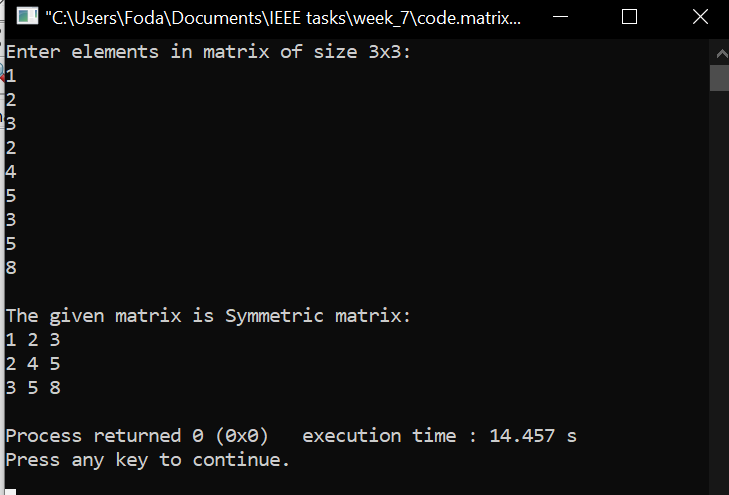 "C:\Users\Foda\Documents\IEEE tasks\week_7\code.matrix...
Enter elements in matrix of size 3x3:
1
2
3
2
4
5
3
5
8
The given matrix is Symmetric matrix:
1 2 3
2 4 5
3 5 8
Process returned 0 (0x0)   execution time : 14.457 s
Press any key to continue.